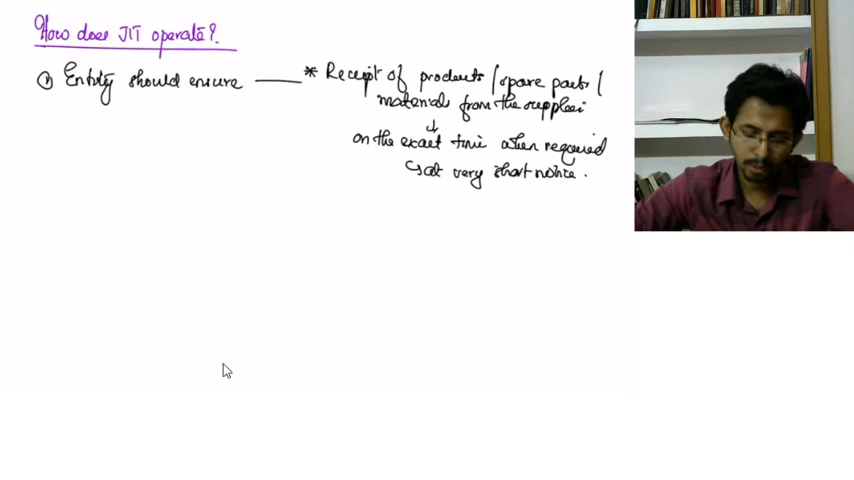 How does JIT operate?
① Entity should ensure —— * Receipt of products / spare parts /
materials from the supplier
↓
on the exact time when required
↳ at very short notice.